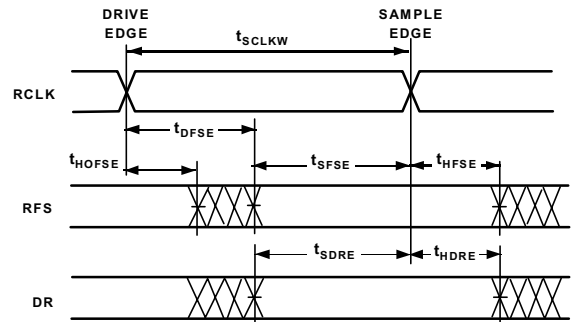 DRIVE EDGE
SAMPLE EDGE
tSCLKW
RCLK
tDFSE
tHOFSE
tSFSE
tHFSE
RFS
tSDRE
tHDRE
DR